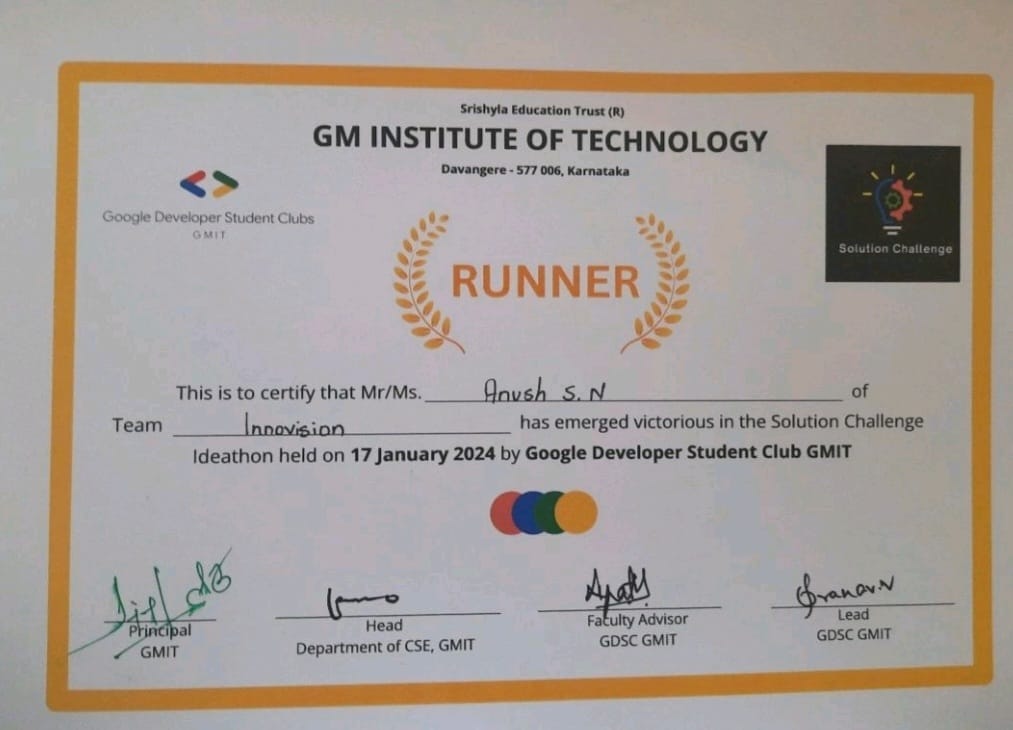 Srishyla Education Trust (R)
GM INSTITUTE OF TECHNOLOGY
Davangere - 577 006, Karnataka
Google Developer Student Clubs
GMIT
Solution Challenge
RUNNER
This is to certify that Mr/Ms. Anush S. N of
Team Innovision has emerged victorious in the Solution Challenge
Ideathon held on 17 January 2024 by Google Developer Student Club GMIT
Pranav.N
Principal
GMIT
Head
Department of CSE, GMIT
Faculty Advisor
GDSC GMIT
Lead
GDSC GMIT